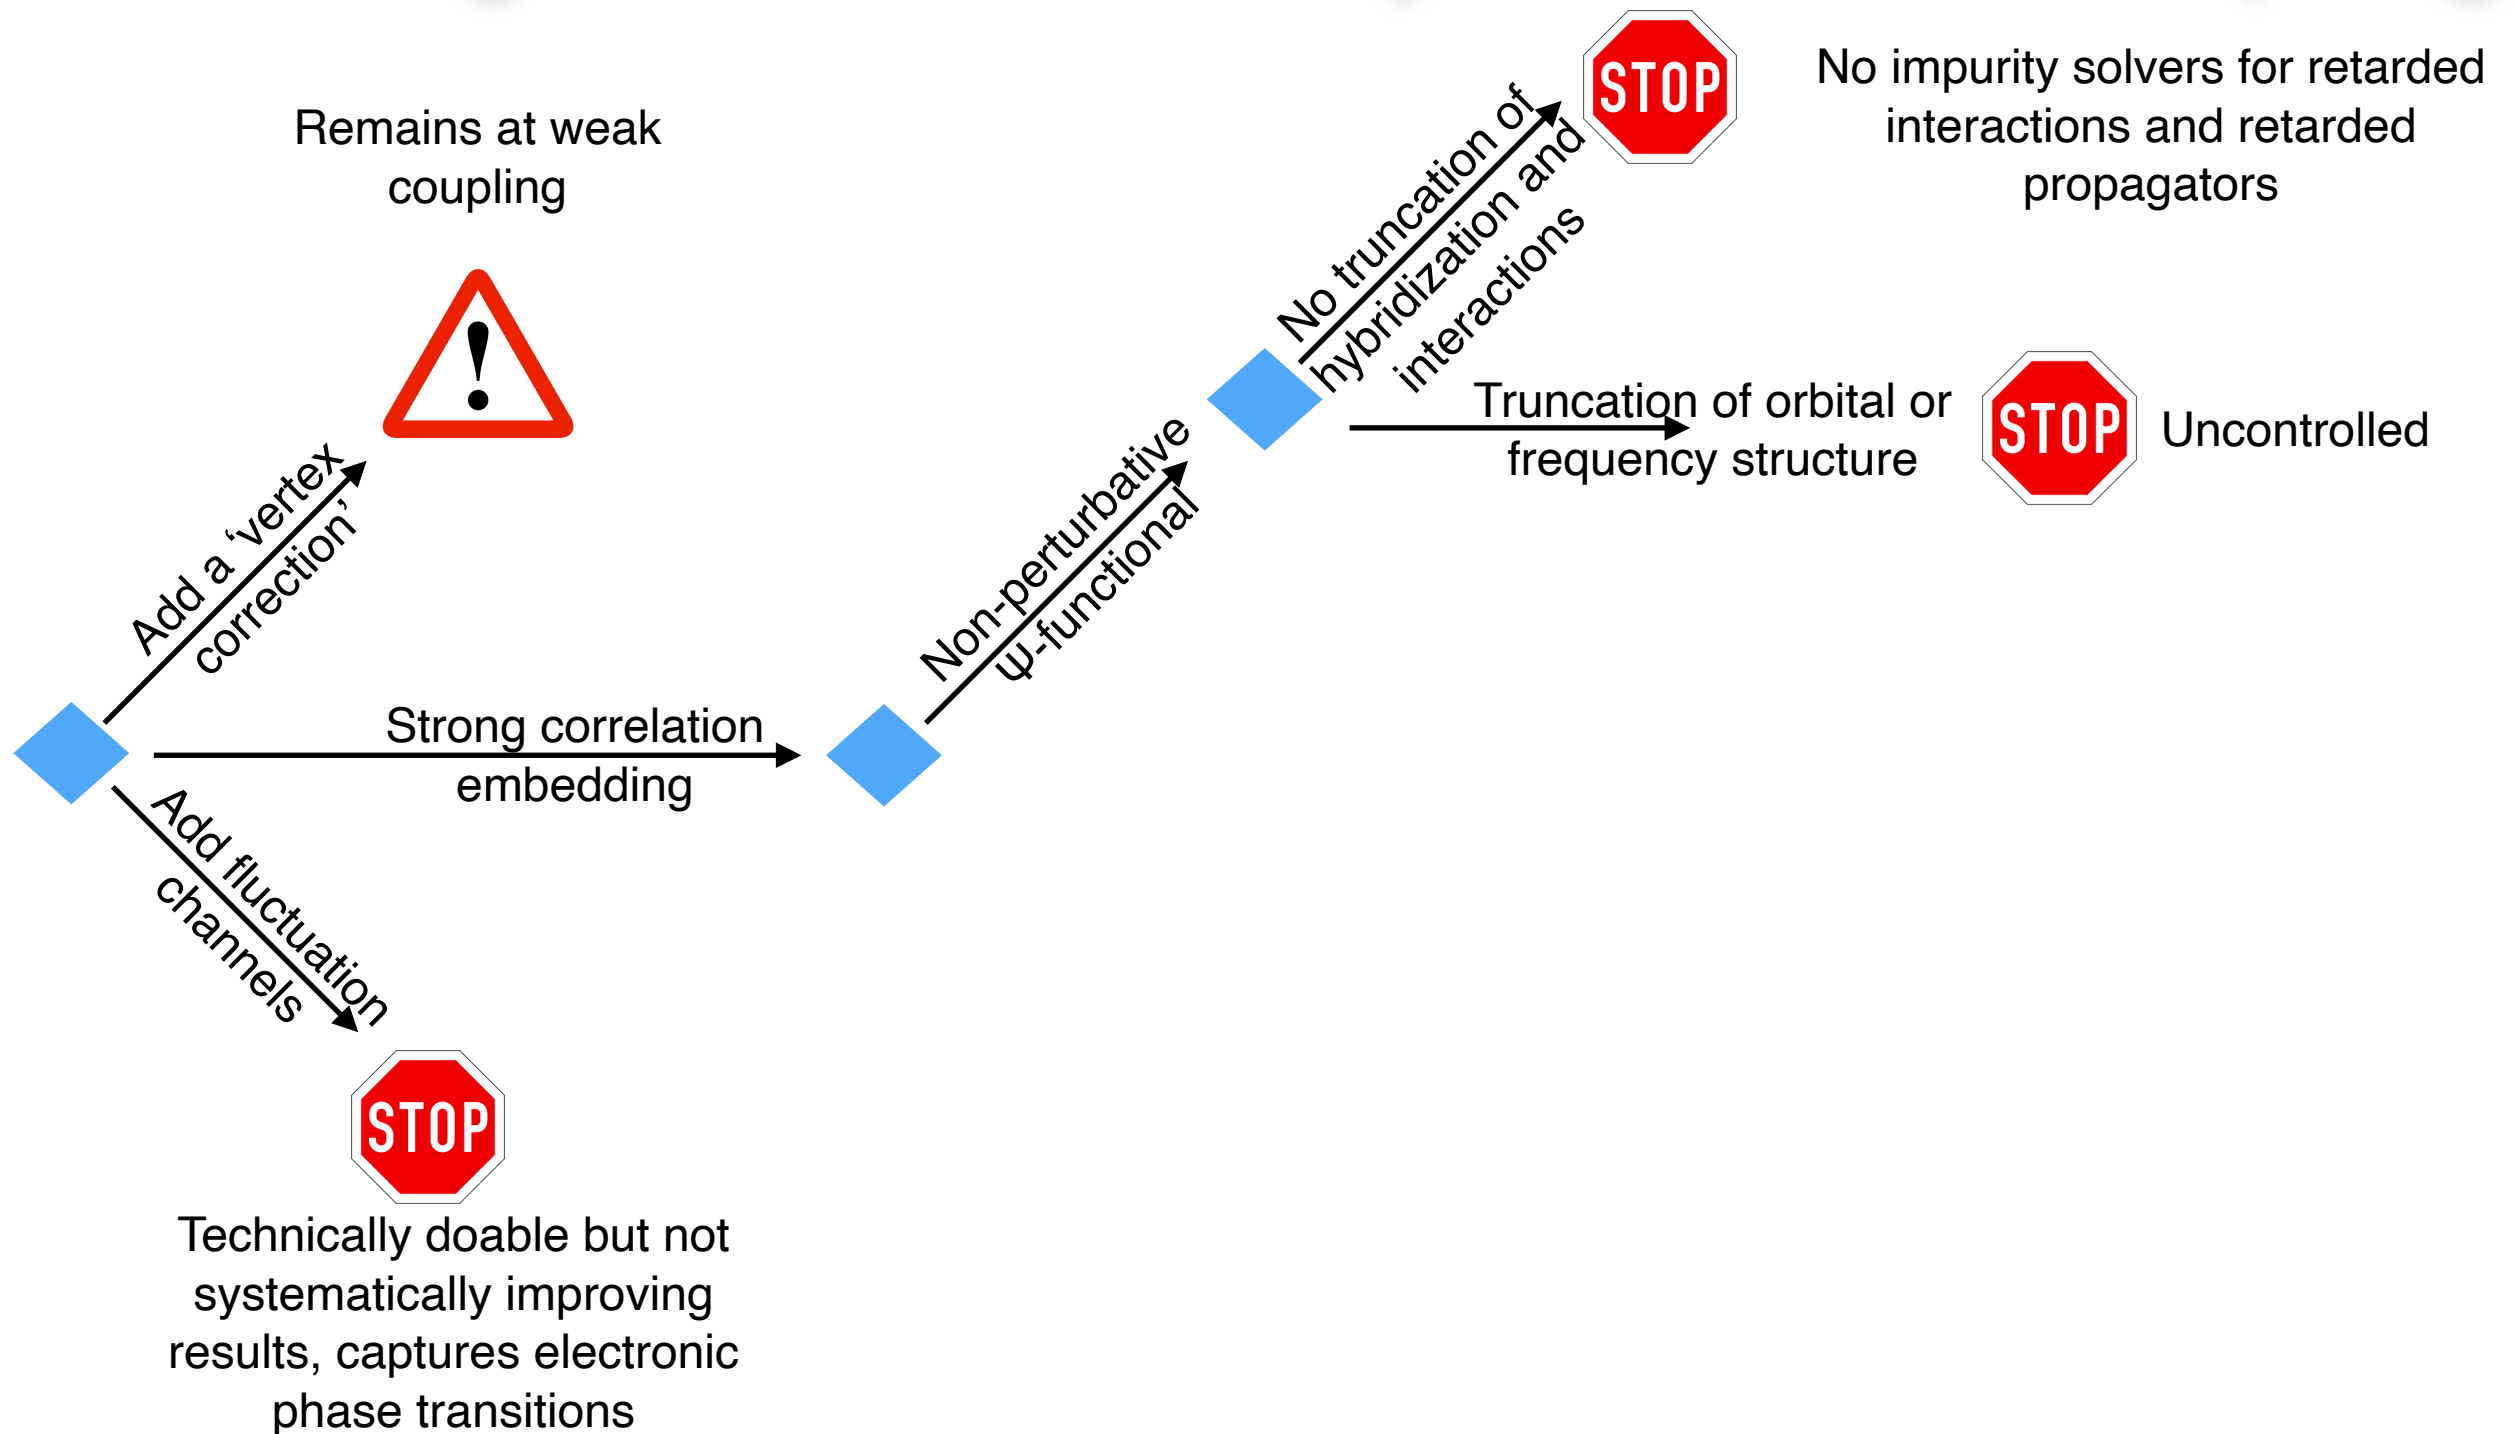 Remains at weak
coupling
!
Add a ‘vertex
correction’
Strong correlation
embedding
Add fluctuation
channels
STOP
Technically doable but not
systematically improving
results, captures electronic
phase transitions
Non-perturbative
Ψ-functional
No truncation of
hybridization and
interactions
STOP
No impurity solvers for retarded
interactions and retarded
propagators
Truncation of orbital or
frequency structure
STOP
Uncontrolled